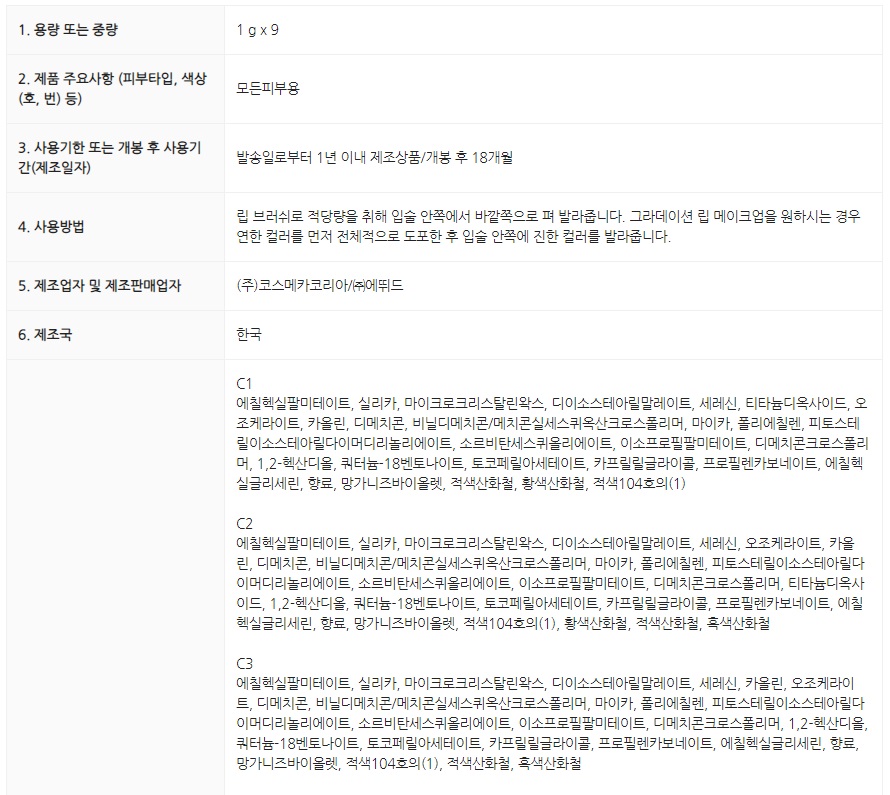 1. 용량 또는 중량
1 g x 9
2. 제품 주요사항 (피부타입, 색상
(호, 번) 등)
모든피부용
3. 사용기한 또는 개봉 후 사용기
간(제조일자)
발송일로부터 1년 이내 제조상품/개봉 후 18개월
4. 사용방법
립 브러쉬로 적당량을 취해 입술 안쪽에서 바깥쪽으로 펴 발라줍니다. 그라데이션 립 메이크업을 원하시는 경우
연한 컬러를 먼저 전체적으로 도포한 후 입술 안쪽에 진한 컬러를 발라줍니다.
5. 제조업자 및 제조판매업자
(주)코스메카코리아/㈜에뛰드
6. 제조국
한국
C1
에칠헥실팔미테이트, 실리카, 마이크로크리스탈린왁스, 디이소스테아릴말레이트, 세레신, 티타늄디옥사이드, 오
조케라이트, 카올린, 디메치콘, 비닐디메치콘/메치콘실세스퀴옥산크로스폴리머, 마이카, 폴리에칠렌, 피토스테
릴이소스테아릴다이머디리놀리에이트, 소르비탄세스퀴올리에이트, 이소프로필팔미테이트, 디메치콘크로스폴리
머, 1,2-헥산디올, 쿼터늄-18벤토나이트, 토코페릴아세테이트, 카프릴릴글라이콜, 프로필렌카보네이트, 에칠헥
실글리세린, 향료, 망가니즈바이올렛, 적색산화철, 황색산화철, 적색104호의(1)
C2
에칠헥실팔미테이트, 실리카, 마이크로크리스탈린왁스, 디이소스테아릴말레이트, 세레신, 오조케라이트, 카올
린, 디메치콘, 비닐디메치콘/메치콘실세스퀴옥산크로스폴리머, 마이카, 폴리에칠렌, 피토스테릴이소스테아릴다
이머디리놀리에이트, 소르비탄세스퀴올리에이트, 이소프로필팔미테이트, 디메치콘크로스폴리머, 티타늄디옥사
이드, 1,2-헥산디올, 쿼터늄-18벤토나이트, 토코페릴아세테이트, 카프릴릴글라이콜, 프로필렌카보네이트, 에칠
헥실글리세린, 향료, 망가니즈바이올렛, 적색104호의(1), 황색산화철, 적색산화철, 흑색산화철
C3
에칠헥실팔미테이트, 실리카, 마이크로크리스탈린왁스, 디이소스테아릴말레이트, 세레신, 카올린, 오조케라이
트, 디메치콘, 비닐디메치콘/메치콘실세스퀴옥산크로스폴리머, 마이카, 폴리에칠렌, 피토스테릴이소스테아릴다
이머디리놀리에이트, 소르비탄세스퀴올리에이트, 이소프로필팔미테이트, 디메치콘크로스폴리머, 1,2-헥산디올,
쿼터늄-18벤토나이트, 토코페릴아세테이트, 카프릴릴글라이콜, 프로필렌카보네이트, 에칠헥실글리세린, 향료,
망가니즈바이올렛, 적색104호의(1), 적색산화철, 흑색산화철